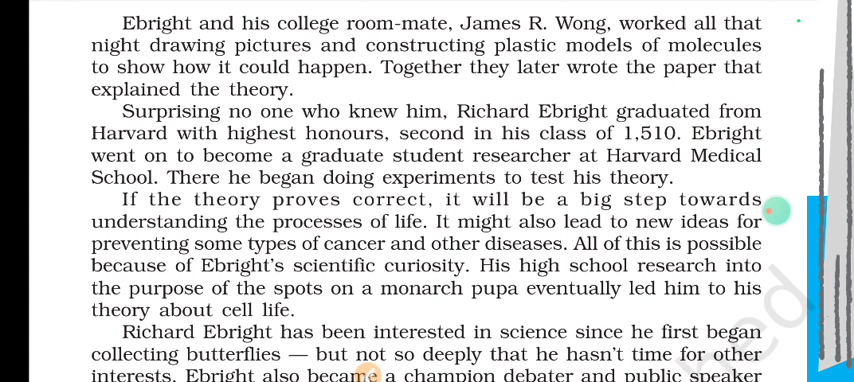 Ebright and his college room-mate, James R. Wong, worked all that
night drawing pictures and constructing plastic models of molecules
to show how it could happen. Together they later wrote the paper that
explained the theory.
Surprising no one who knew him, Richard Ebright graduated from
Harvard with highest honours, second in his class of 1,510. Ebright
went on to become a graduate student researcher at Harvard Medical
School. There he began doing experiments to test his theory.
If the theory proves correct, it will be a big step towards
understanding the processes of life. It might also lead to new ideas for
preventing some types of cancer and other diseases. All of this is possible
because of Ebright's scientific curiosity. His high school research into
the purpose of the spots on a monarch pupa eventually led him to his
theory about cell life.
Richard Ebright has been interested in science since he first began
collecting butterflies — but not so deeply that he hasn't time for other
interests. Ebright also became a champion debater and public speaker